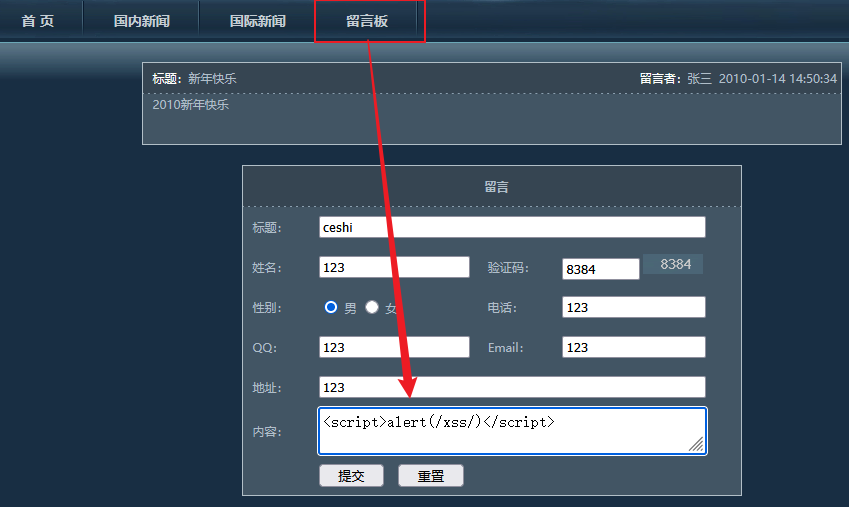 首 页 国内新闻 国际新闻 留言板
标题：新年快乐 留言者：张三 2010-01-14 14:50:34
2010新年快乐
留言
标题： ceshi
姓名： 123 验证码： 8384 8384
性别： 男 女 电话： 123
QQ： 123 Email： 123
地址： 123
内容： <script>alert(/xss/)</script>
提交 重置